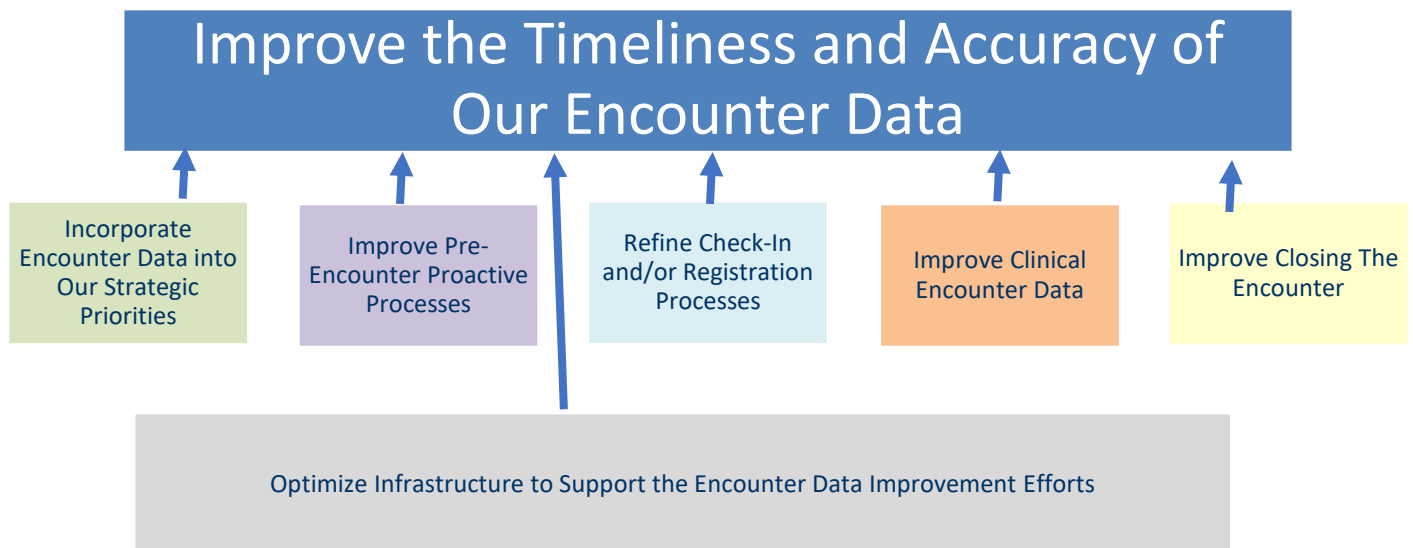 Improve the Timeliness and Accuracy of
Our Encounter Data
Incorporate
Encounter Data into
Our Strategic
Priorities
Improve Pre-
Encounter Proactive
Processes
Refine Check-In
and/or Registration
Processes
Improve Clinical
Encounter Data
Improve Closing The
Encounter
Optimize Infrastructure to Support the Encounter Data Improvement Efforts